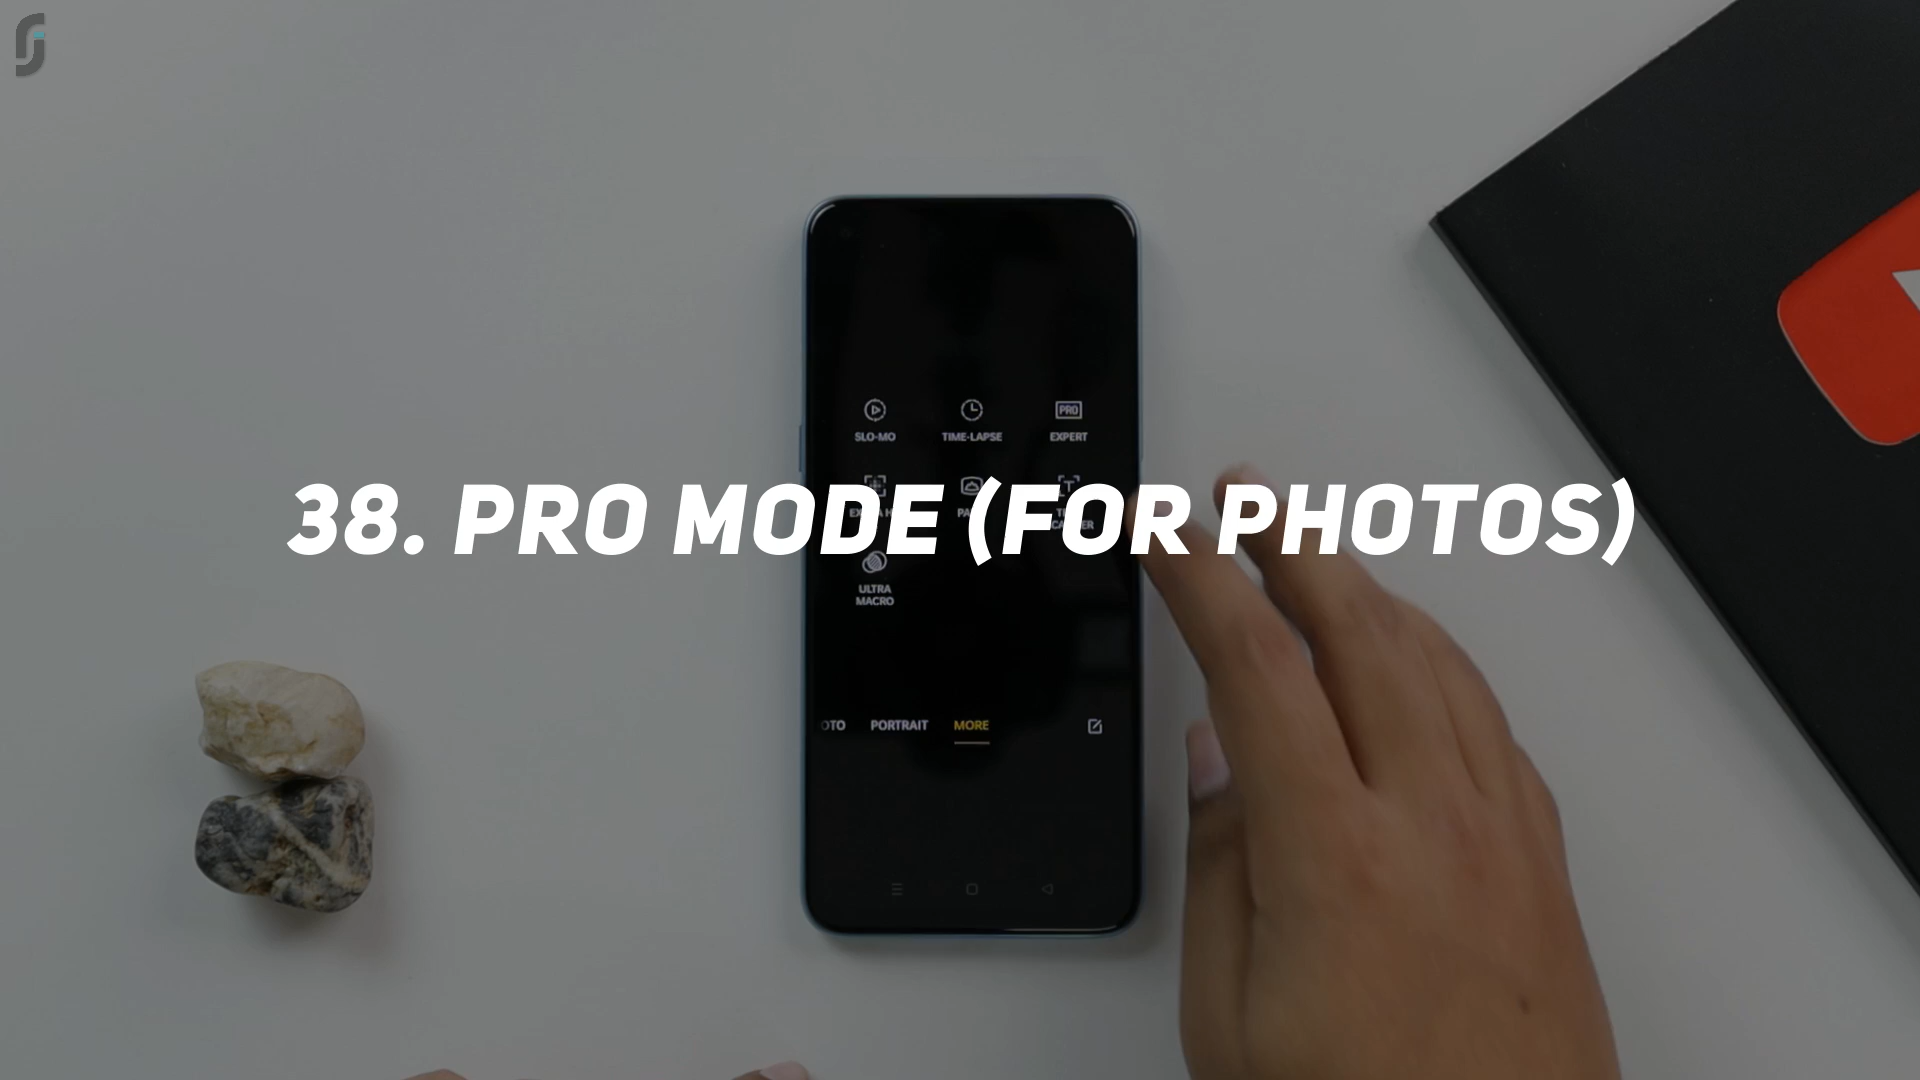 SLO-MO
TIME-LAPSE
PRO
EXPERT
38. PRO MODE (FOR PHOTOS)
ULTRA
MACRO
OTO
PORTRAIT
MORE